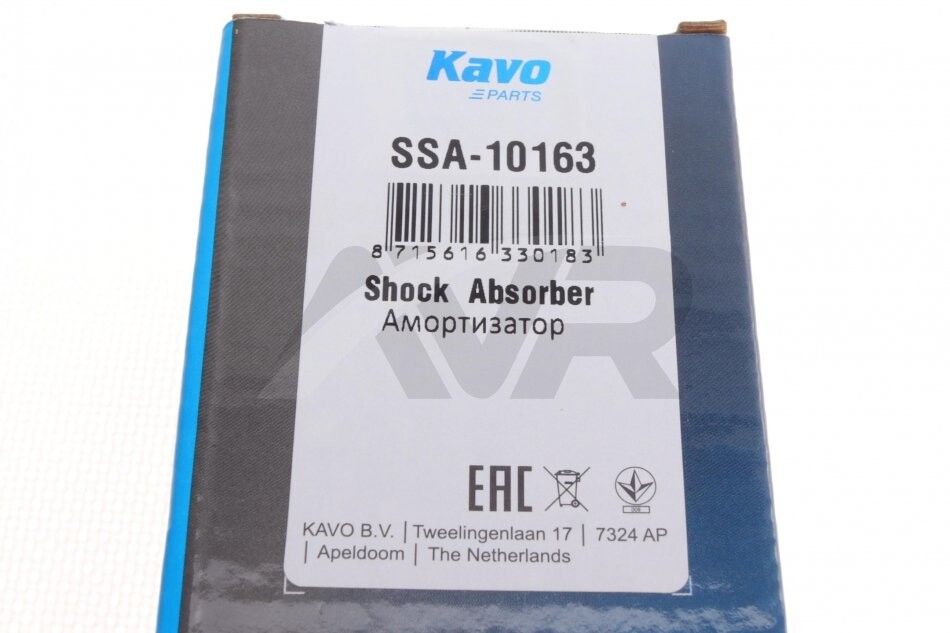 Kavo
PARTS
SSA-10163
8 715616 330183
Shock Absorber
Амортизатор
AVR
EAC
KAVO B.V. | Tweelingenlaan 17 | 7324 AP
| Apeldoom | The Netherlands